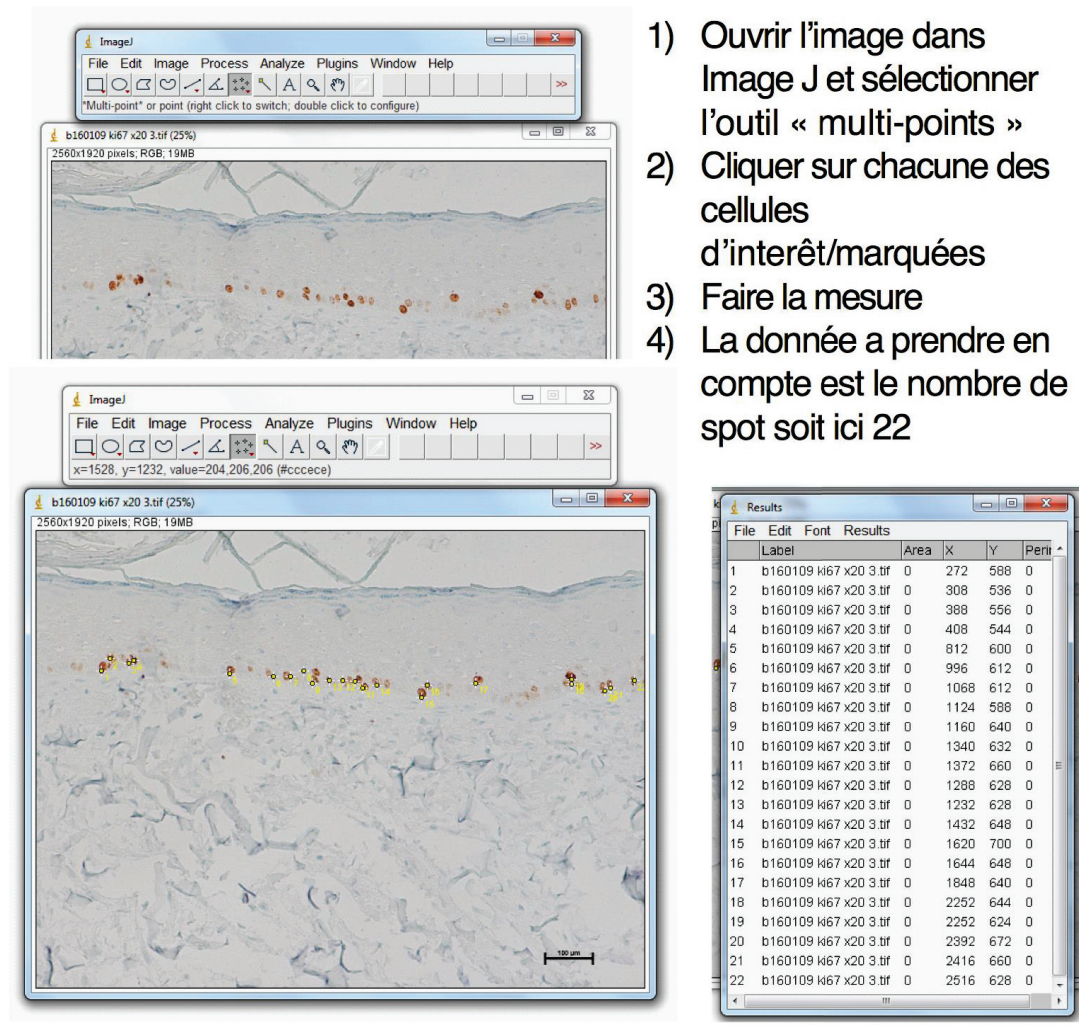 ImageJ
File Edit Image Process Analyze Plugins Window Help
A
>>
*Multi-point* or point (right click to switch; double click to configure)
b160109 ki67 x20 3.tif (25%)
2560x1920 pixels; RGB; 19MB
1) Ouvrir l’image dans
Image J et sélectionner
l’outil « multi-points »
2) Cliquer sur chacune des
cellules
d’interêt/marquées
3) Faire la mesure
4) La donnée a prendre en
compte est le nombre de
spot soit ici 22
ImageJ
File Edit Image Process Analyze Plugins Window Help
A
>>
x=1528, y=1232, value=204,206,206 (#cccece)
b160109 ki67 x20 3.tif (25%)
2560x1920 pixels; RGB; 19MB
100 µm
Results
File Edit Font Results
Label Area X Y Perir
1 b160109 ki67 x20 3.tif 0 272 588 0
2 b160109 ki67 x20 3.tif 0 308 536 0
3 b160109 ki67 x20 3.tif 0 388 556 0
4 b160109 ki67 x20 3.tif 0 408 544 0
5 b160109 ki67 x20 3.tif 0 812 600 0
6 b160109 ki67 x20 3.tif 0 996 612 0
7 b160109 ki67 x20 3.tif 0 1068 612 0
8 b160109 ki67 x20 3.tif 0 1124 588 0
9 b160109 ki67 x20 3.tif 0 1160 640 0
10 b160109 ki67 x20 3.tif 0 1340 632 0
11 b160109 ki67 x20 3.tif 0 1372 660 0
12 b160109 ki67 x20 3.tif 0 1288 628 0
13 b160109 ki67 x20 3.tif 0 1232 628 0
14 b160109 ki67 x20 3.tif 0 1432 648 0
15 b160109 ki67 x20 3.tif 0 1620 700 0
16 b160109 ki67 x20 3.tif 0 1644 648 0
17 b160109 ki67 x20 3.tif 0 1848 640 0
18 b160109 ki67 x20 3.tif 0 2252 644 0
19 b160109 ki67 x20 3.tif 0 2252 624 0
20 b160109 ki67 x20 3.tif 0 2392 672 0
21 b160109 ki67 x20 3.tif 0 2416 660 0
22 b160109 ki67 x20 3.tif 0 2516 628 0